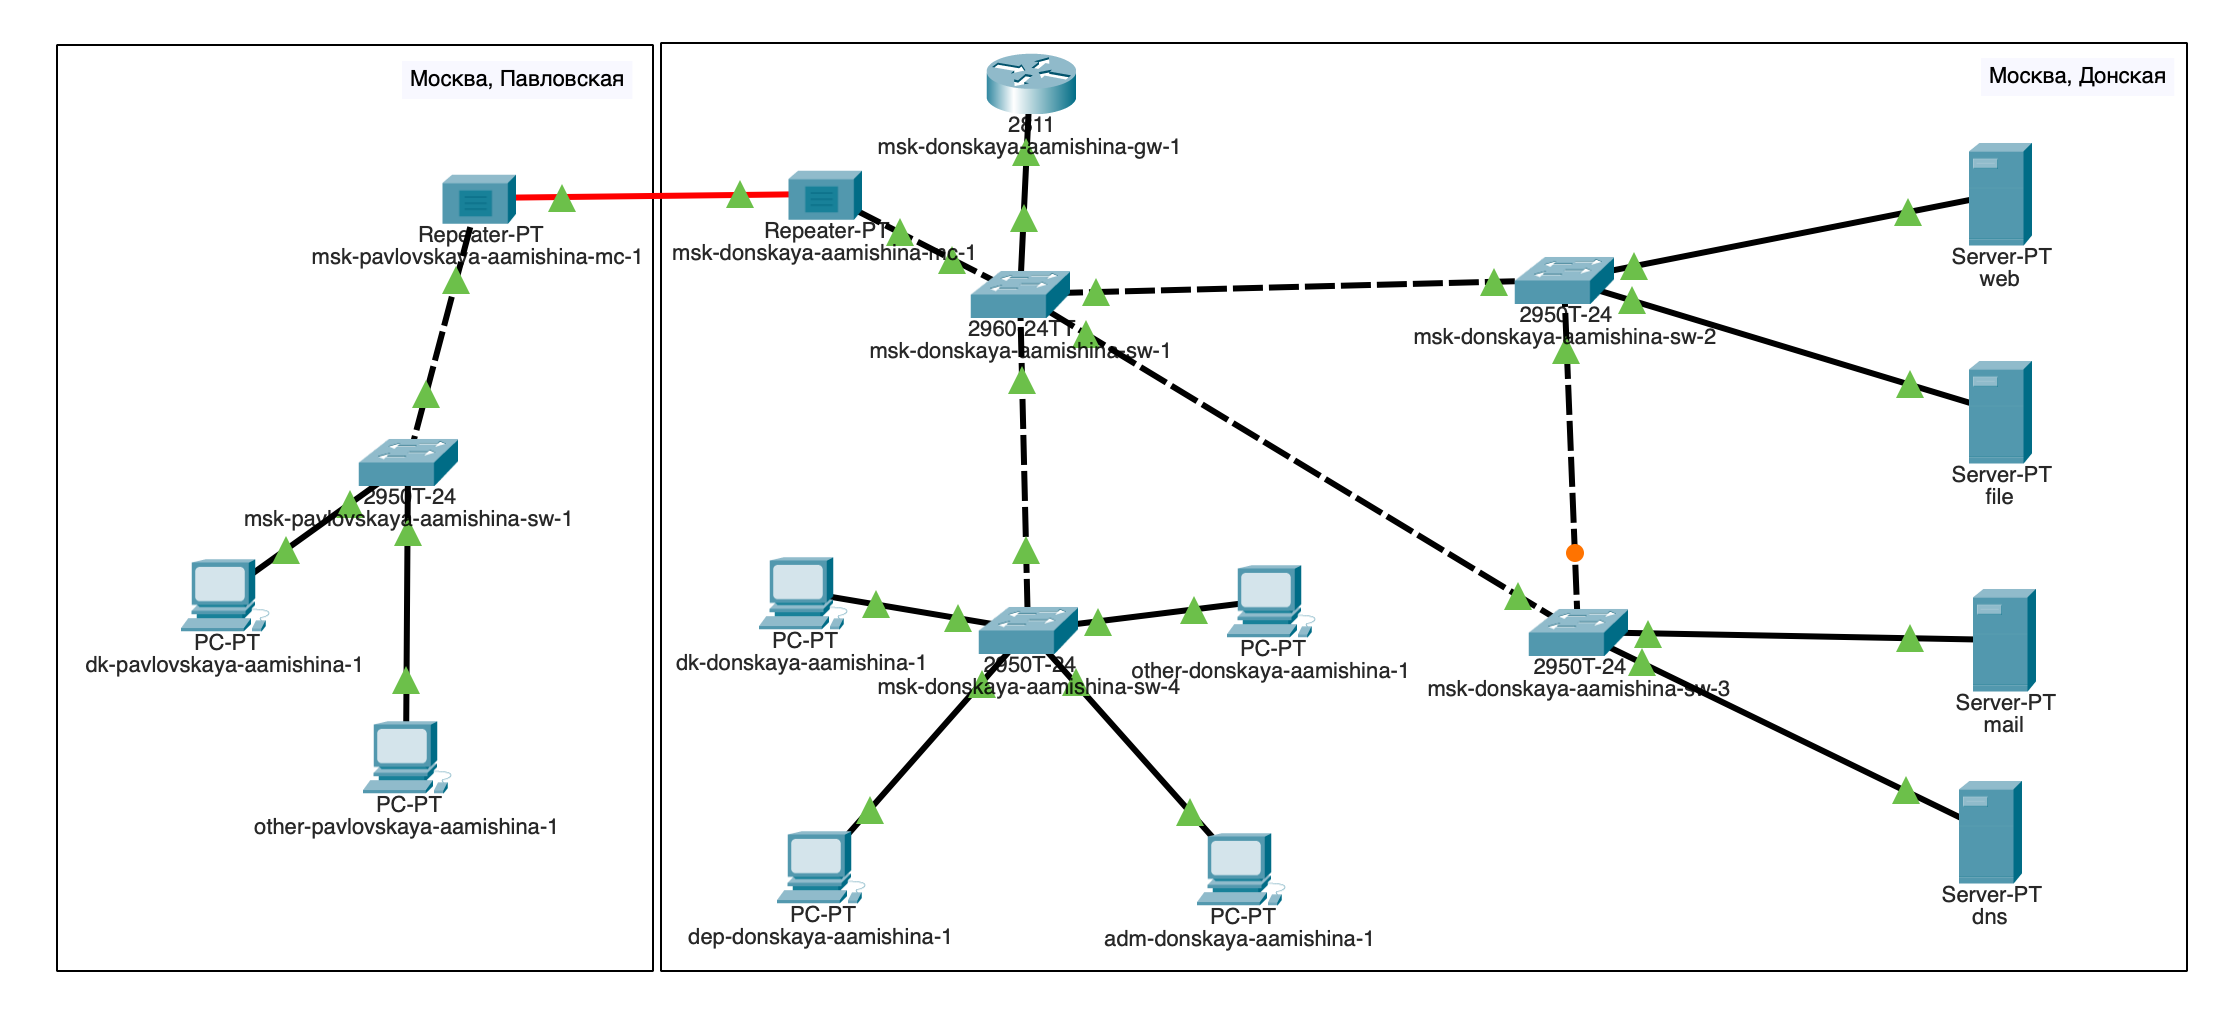 Москва, Павловская
Москва, Донская
2811
msk-donskaya-aamishina-gw-1
Repeater-PT
msk-pavlovskaya-aamishina-mc-1
Repeater-PT
msk-donskaya-aamishina-mc-1
Server-PT
web
2960-24TT
msk-donskaya-aamishina-sw-1
2950T-24
msk-donskaya-aamishina-sw-2
Server-PT
file
2950T-24
msk-pavlovskaya-aamishina-sw-1
PC-PT
dk-pavlovskaya-aamishina-1
PC-PT
dk-donskaya-aamishina-1
2950T-24
msk-donskaya-aamishina-sw-4
PC-PT
other-donskaya-aamishina-1
2950T-24
msk-donskaya-aamishina-sw-3
Server-PT
mail
PC-PT
other-pavlovskaya-aamishina-1
PC-PT
dep-donskaya-aamishina-1
PC-PT
adm-donskaya-aamishina-1
Server-PT
dns